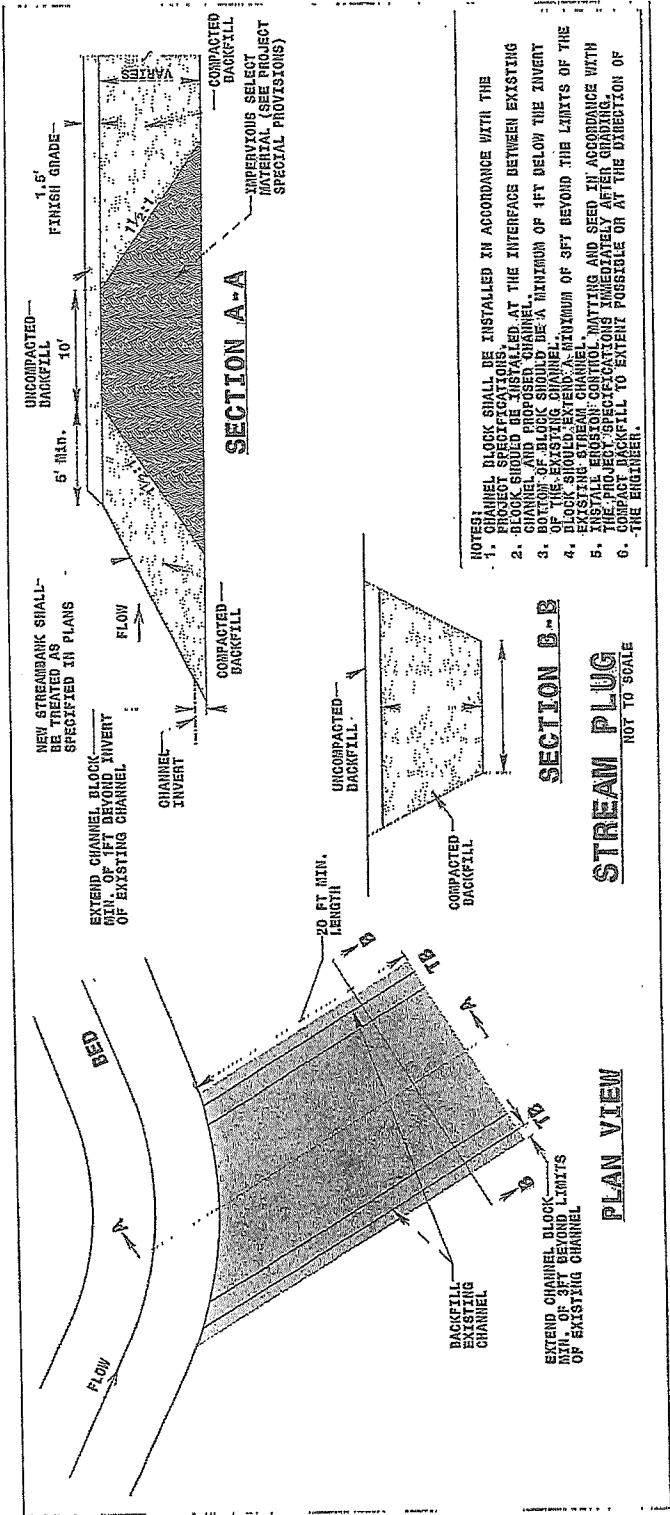 PLAN VIEW
FLOW
BED
A
A
B
B
TB
TB
20 FT MIN.
LENGTH
BACKFILL
EXISTING
CHANNEL
EXTEND CHANNEL BLOCK
MIN. OF 3FT BEYOND LIMITS
OF EXISTING CHANNEL
NEW STREAMBANK SHALL
BE TREATED AS
SPECIFIED IN PLANS
EXTEND CHANNEL BLOCK
MIN. OF 1FT BEYOND INVERT
OF EXISTING CHANNEL
CHANNEL
INVERT
FLOW
COMPACTED
BACKFILL
5' Min.
UNCOMPACTED
BACKFILL
10'
1.5'
FINISH GRADE
VARIES
1½:1
COMPACTED
BACKFILL
IMPERVIOUS SELECT
MATERIAL (SEE PROJECT
SPECIAL PROVISIONS)
SECTION A-A
UNCOMPACTED
BACKFILL
COMPACTED
BACKFILL
SECTION B-B
STREAM PLUG
NOT TO SCALE
NOTES:
1. CHANNEL BLOCK SHALL BE INSTALLED IN ACCORDANCE WITH THE
PROJECT SPECIFICATIONS.
2. BLOCK SHOULD BE INSTALLED AT THE INTERFACE BETWEEN EXISTING
CHANNEL AND PROPOSED CHANNEL.
3. BOTTOM OF BLOCK SHOULD BE A MINIMUM OF 1FT BELOW THE INVERT
OF THE EXISTING CHANNEL.
4. BLOCK SHOULD EXTEND A MINIMUM OF 3FT BEYOND THE LIMITS OF THE
EXISTING STREAM CHANNEL.
5. INSTALL EROSION CONTROL MATTING AND SEED IN ACCORDANCE WITH
THE PROJECT SPECIFICATIONS IMMEDIATELY AFTER GRADING.
6. COMPACT BACKFILL TO EXTENT POSSIBLE OR AT THE DIRECTION OF
THE ENGINEER.